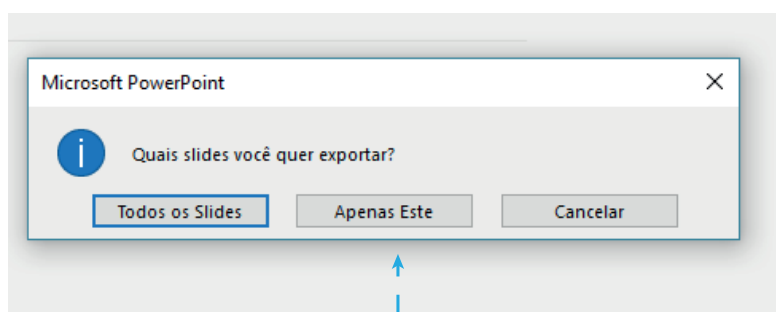 Microsoft PowerPoint
Quais slides você quer exportar?
Todos os Slides Apenas Este Cancelar